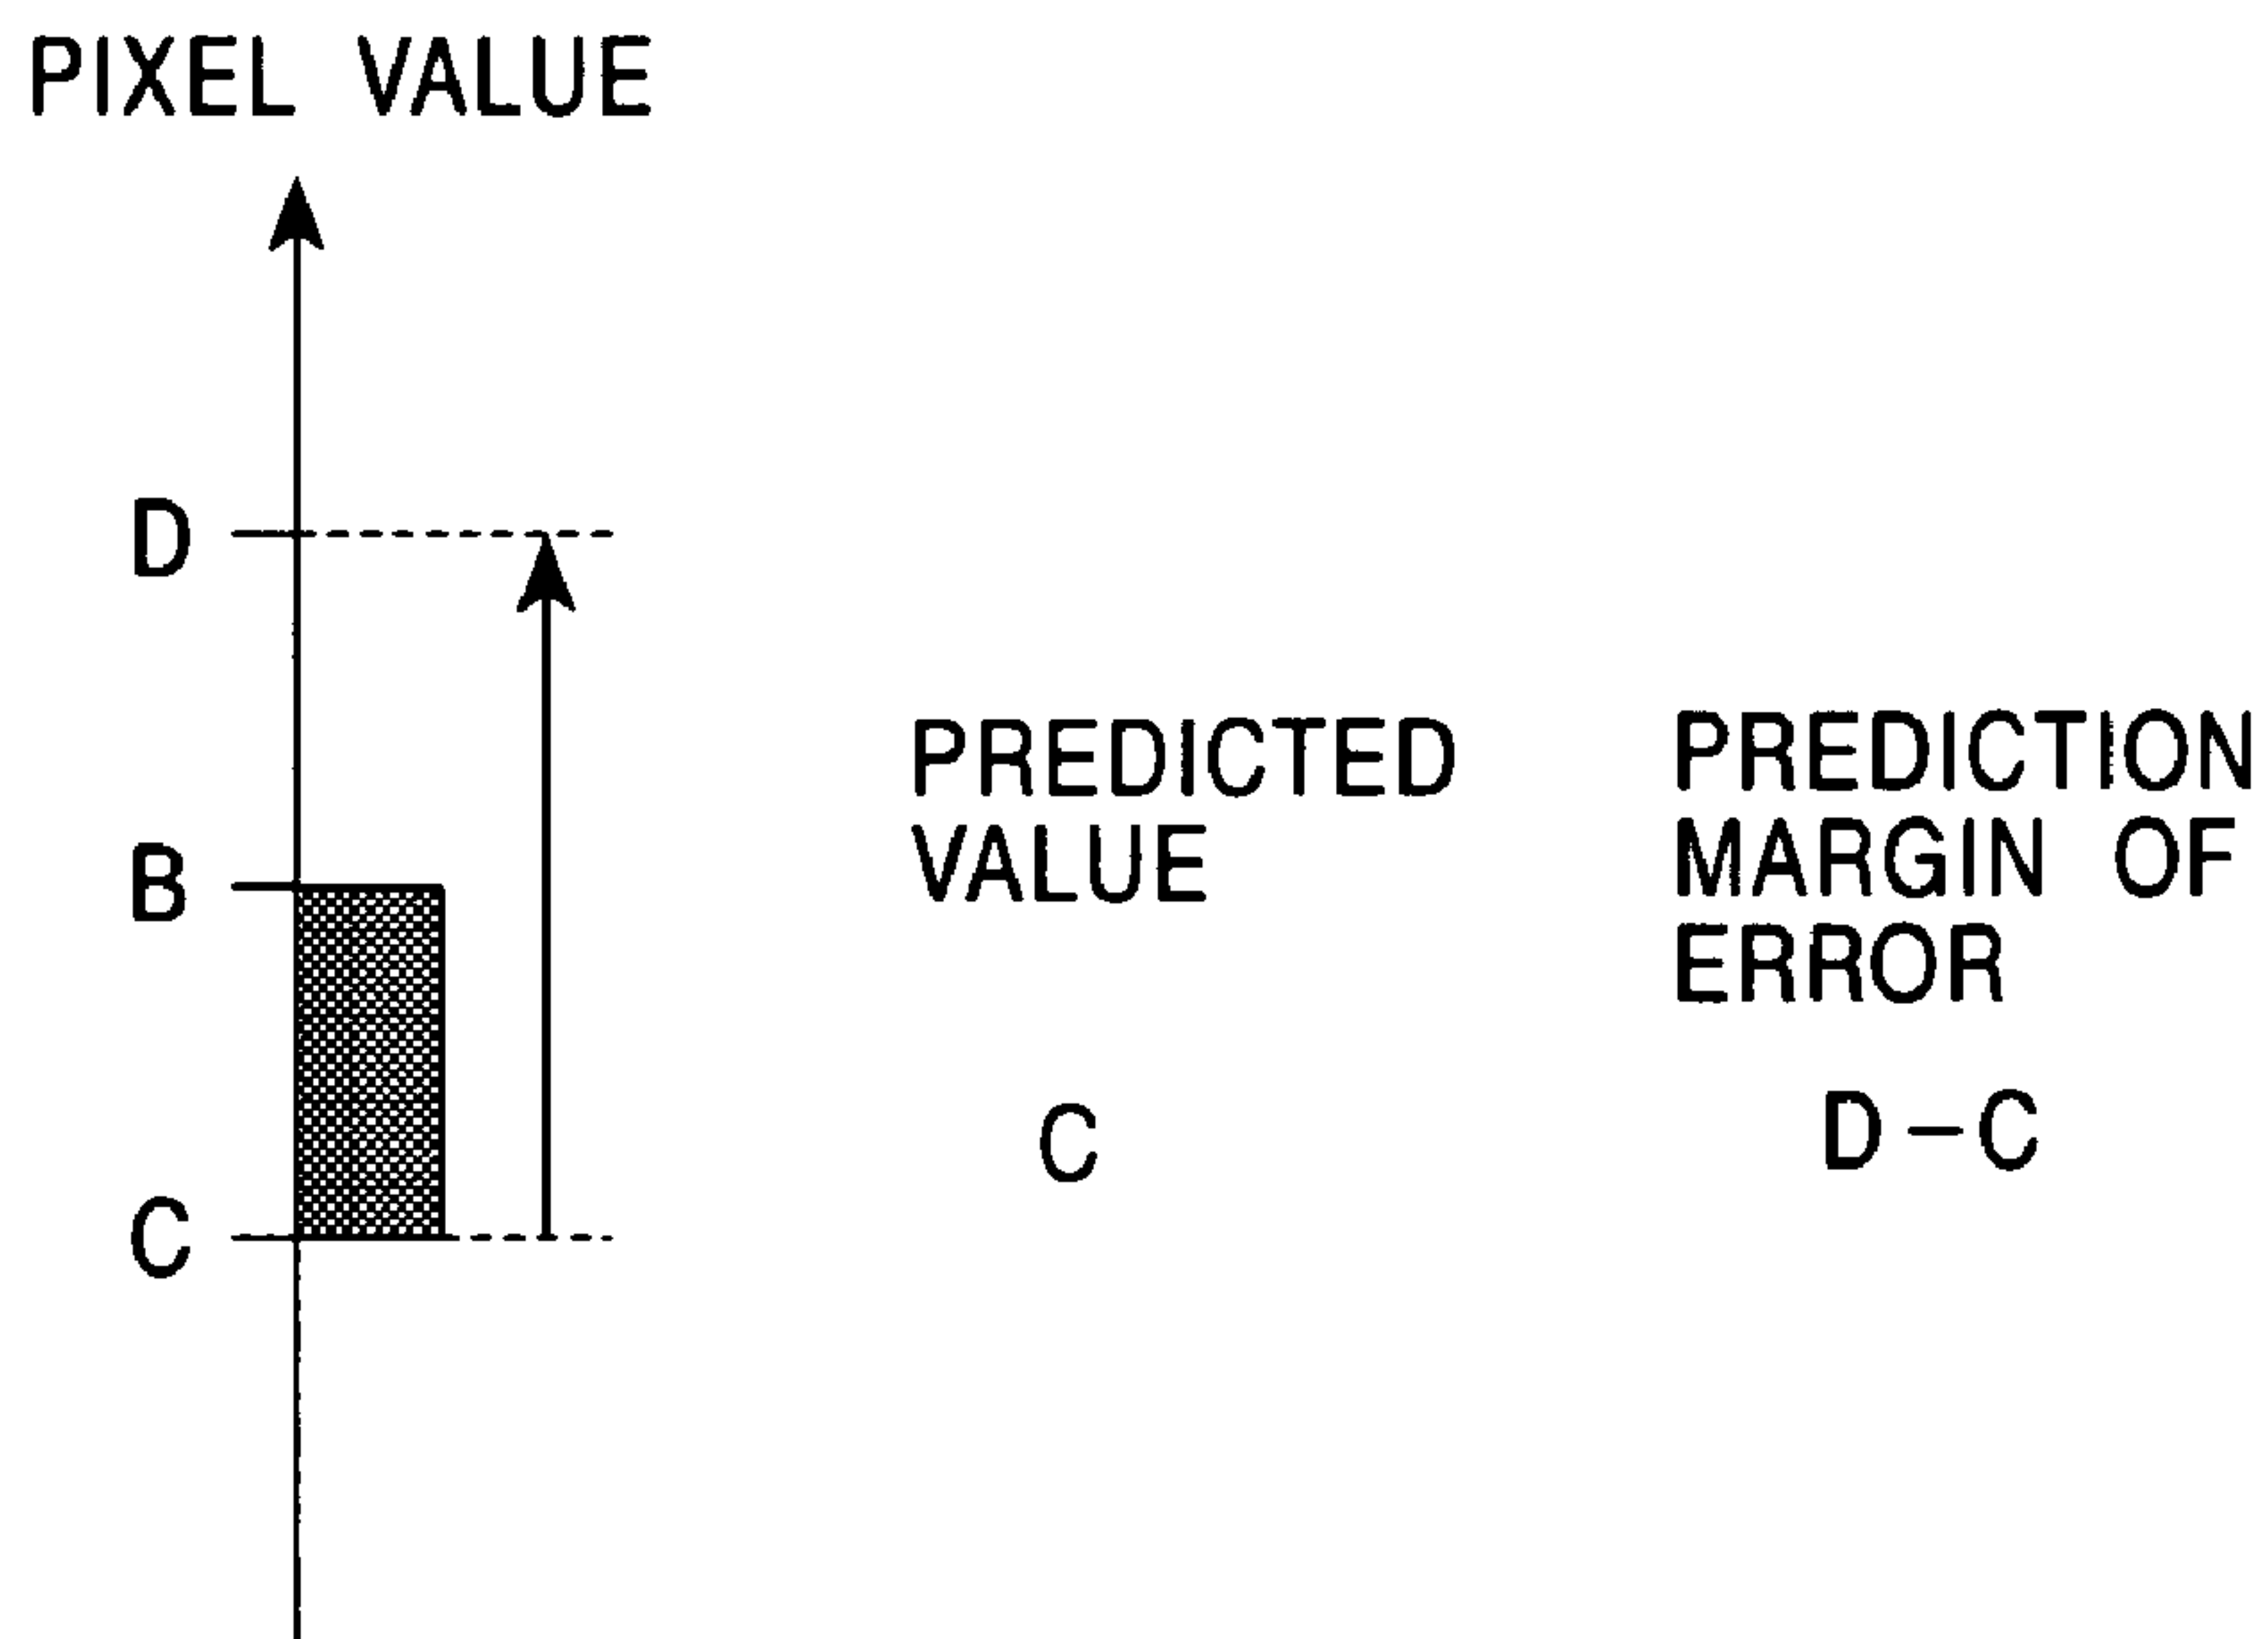 PIXEL VALUE
D
B
C
PREDICTED
VALUE
C
PREDICTION
MARGIN OF
ERROR
D-C